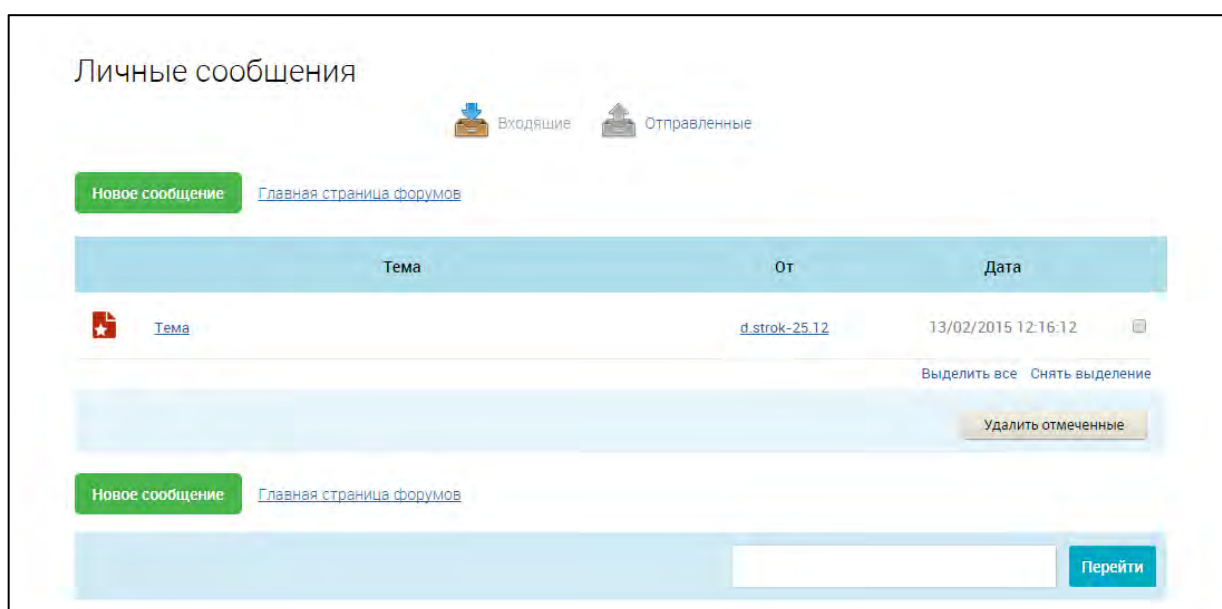 Личные сообщения
Входящие Отправленные
Новое сообщение Главная страница форумов
Тема От Дата
Тема d.strok-25.12 13/02/2015 12:16:12
Выделить все Снять выделение
Удалить отмеченные
Новое сообщение Главная страница форумов
Перейти